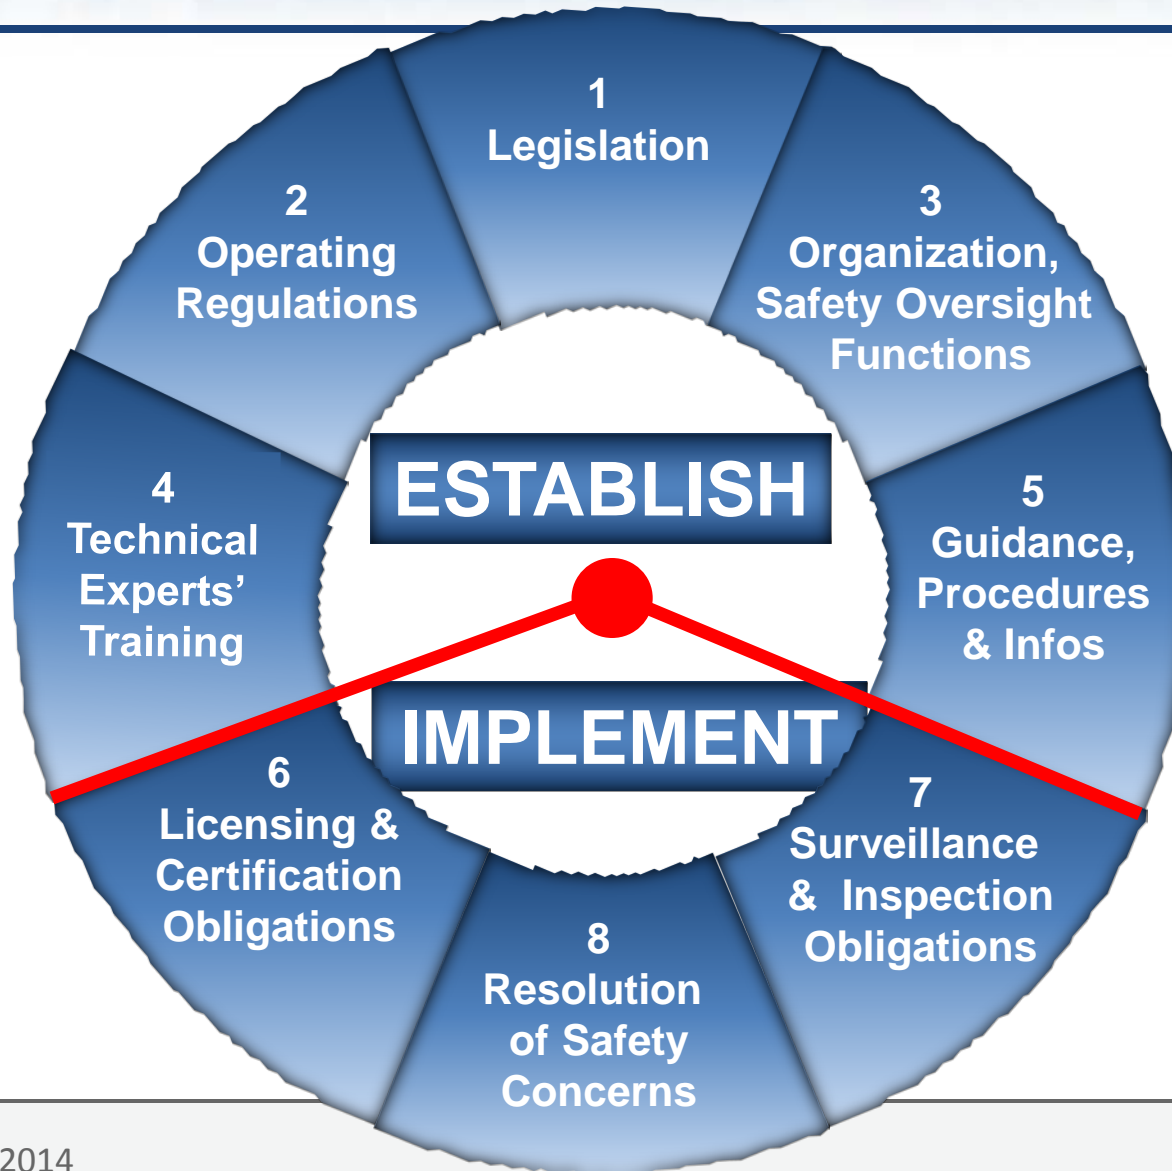 1
Legislation
2
Operating
Regulations
3
Organization,
Safety Oversight
Functions
4
Technical
Experts’
Training
ESTABLISH
5
Guidance,
Procedures
& Infos
IMPLEMENT
6
Licensing &
Certification
Obligations
7
Surveillance
& Inspection
Obligations
8
Resolution
of Safety
Concerns
2014